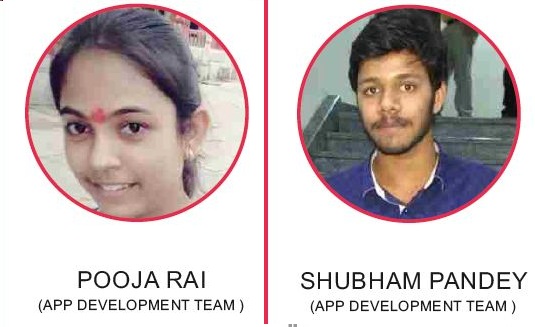 POOJA RAI
(APP DEVELOPMENT TEAM )
SHUBHAM PANDEY
(APP DEVELOPMENT TEAM )